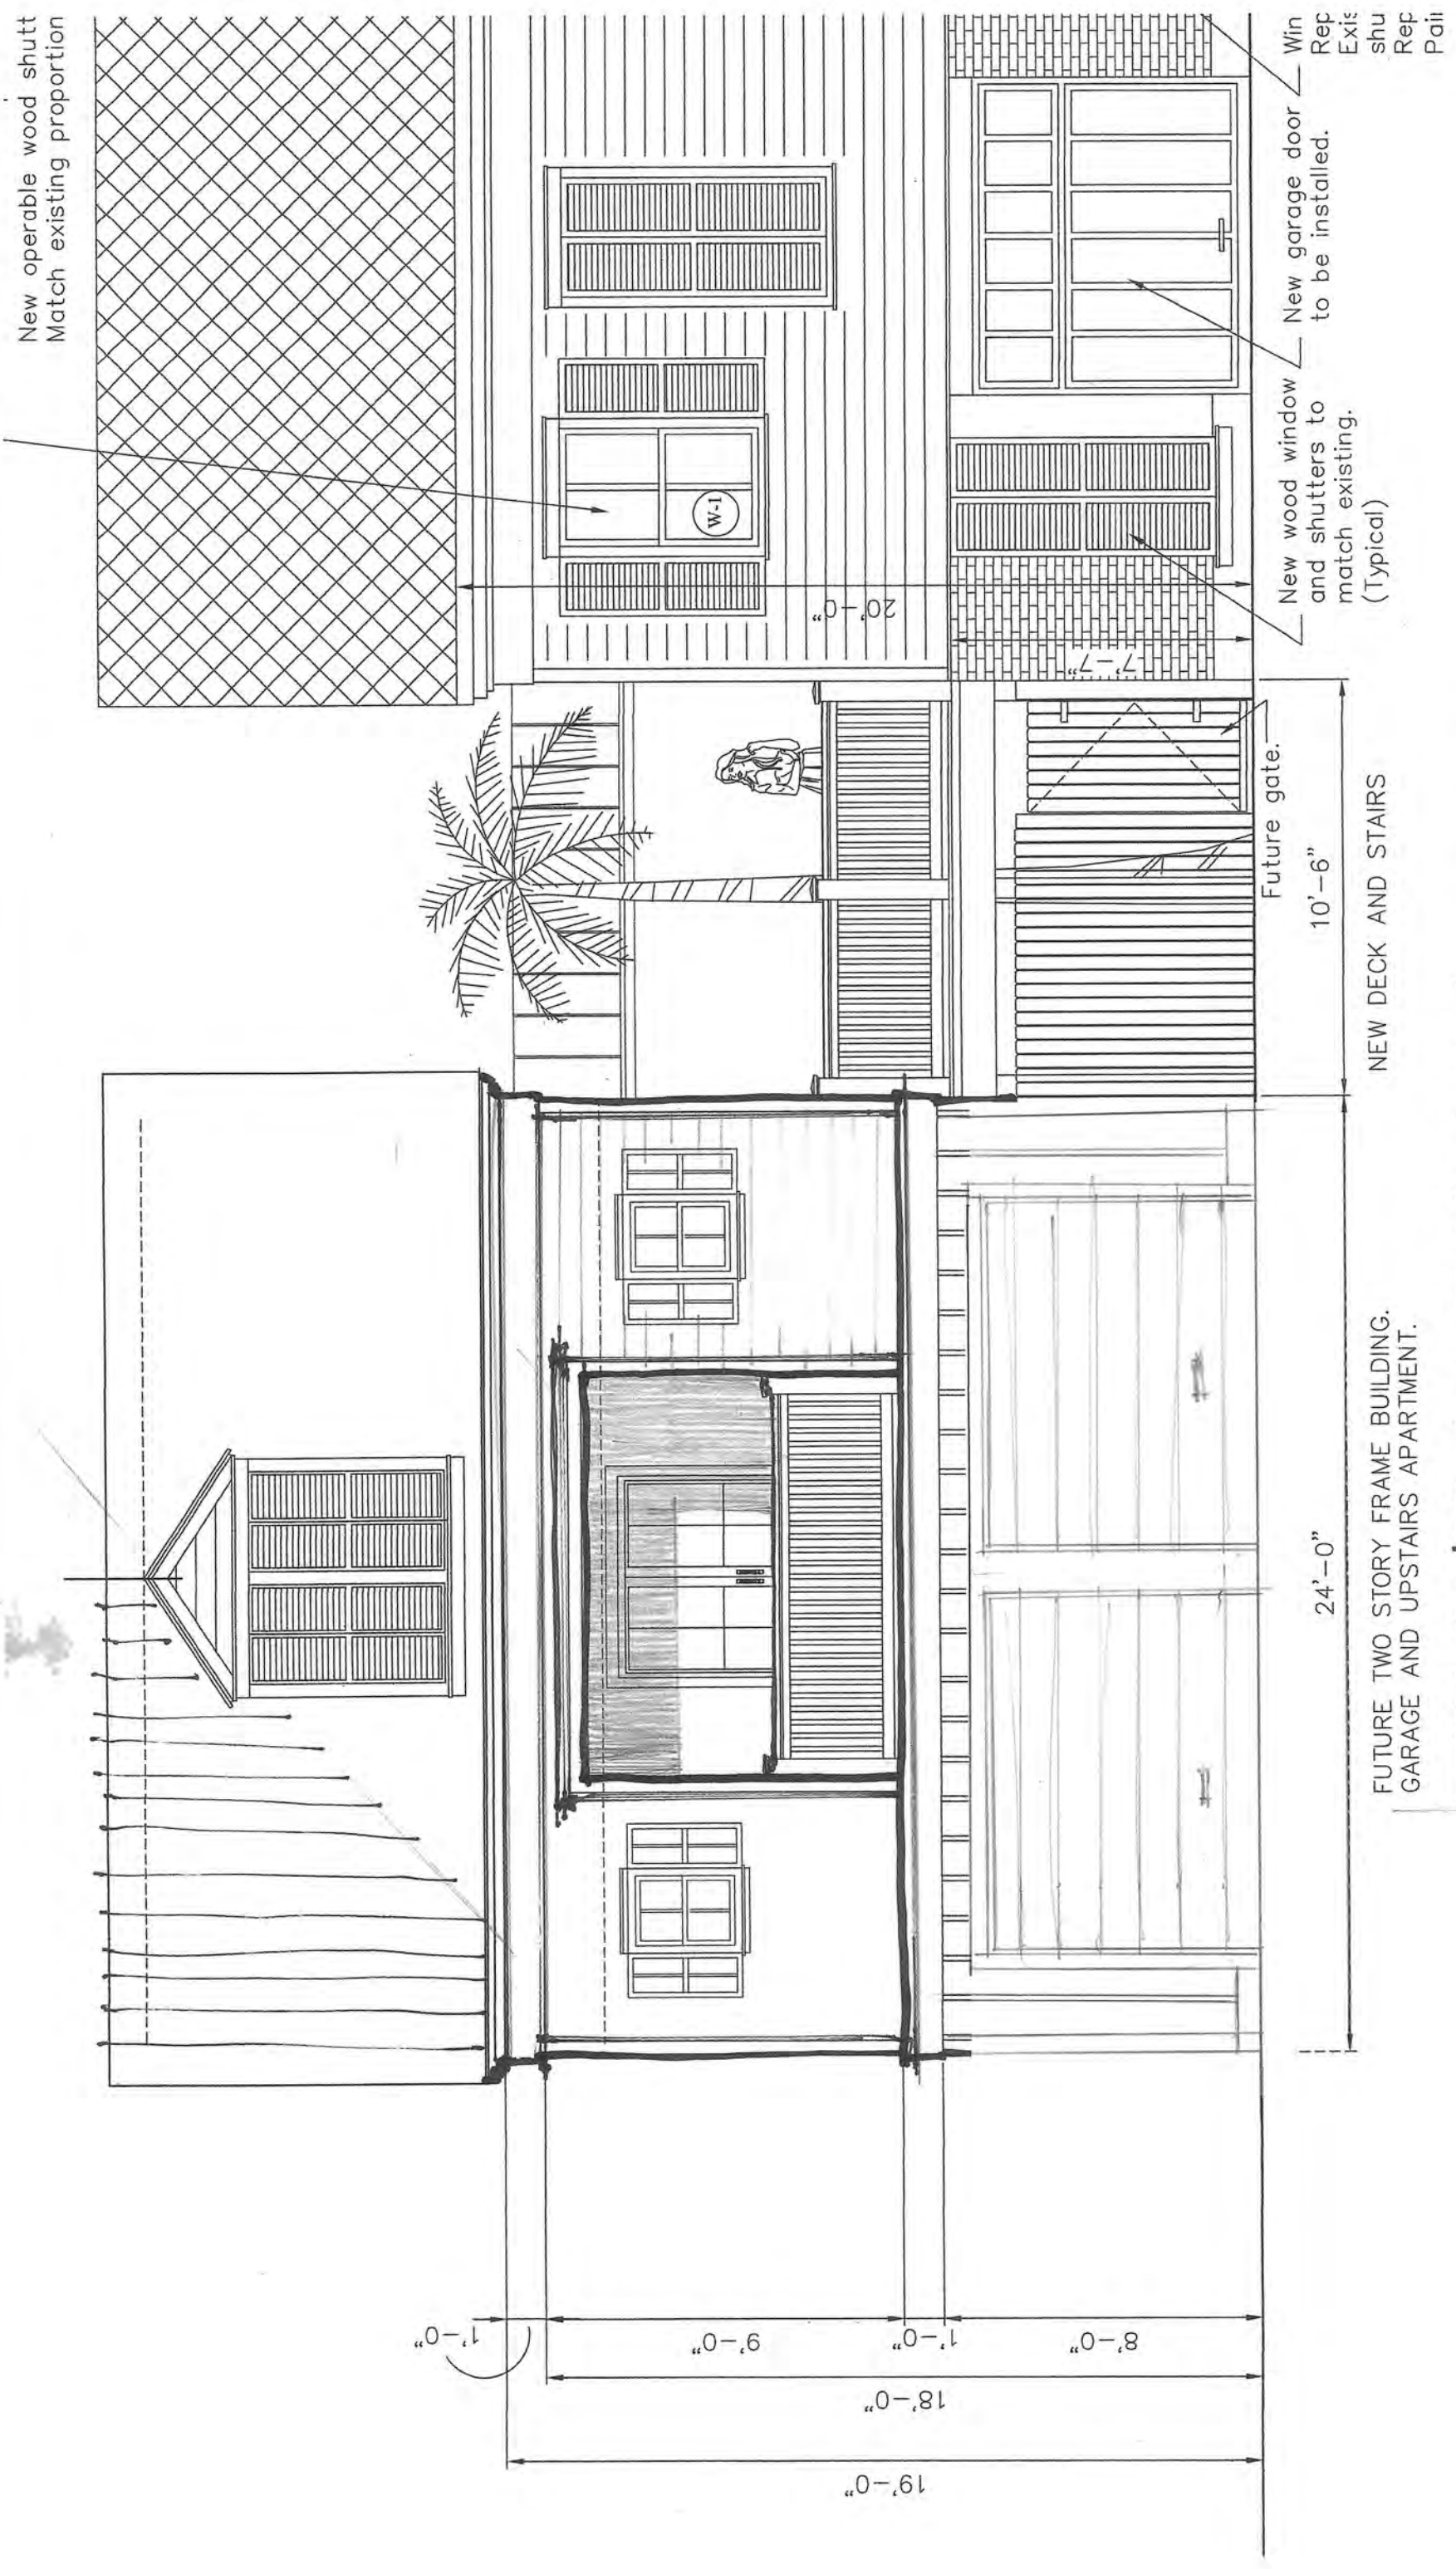 New operable wood shutt
Match existing proportion
W-1
20'-0"
7'-7"
New wood window
and shutters to
match existing.
(Typical)
New garage door
to be installed.
Win
Rep
Exis
shu
Rep
Pai
Future gate.
10'-6"
NEW DECK AND STAIRS
24'-0"
FUTURE TWO STORY FRAME BUILDING.
GARAGE AND UPSTAIRS APARTMENT.
1'-0"
9'-0"
1'-0"
8'-0"
18'-0"
19'-0"